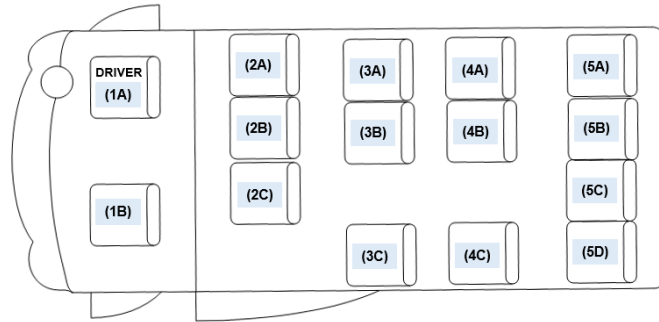 DRIVER
(1A)
(1B)
(2A)
(2B)
(2C)
(3A)
(3B)
(3C)
(4A)
(4B)
(4C)
(5A)
(5B)
(5C)
(5D)